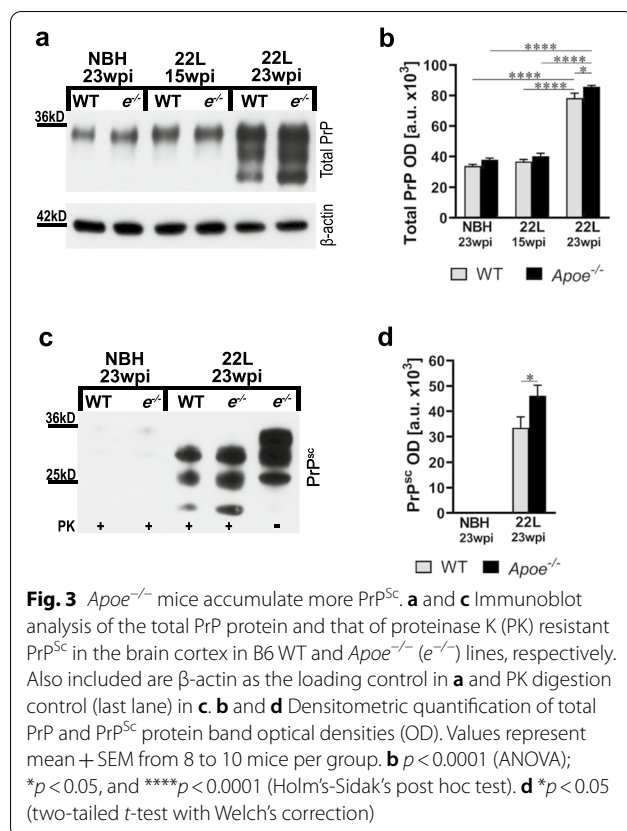 a
NBH 22L 22L
23wpi 15wpi 23wpi
WT e-/- WT e-/- WT e-/-
36kD
Total PrP
42kD
β-actin
b
****
****
**** *
****
Total PrP OD [a.u. x10³]
100
80
60
40
20
0
NBH 22L 22L
23wpi 15wpi 23wpi
WT Apoe-/-
c
NBH 22L
23wpi 23wpi
WT e-/- WT e-/- e-/-
36kD
25kD
PrPsc
PK + + + + -
d
*
PrPsc OD [a.u. x10³]
60
50
40
30
20
10
0
NBH 22L
23wpi 23wpi
WT Apoe-/-
Fig. 3 Apoe−/− mice accumulate more PrPSc. a and c Immunoblot
analysis of the total PrP protein and that of proteinase K (PK) resistant
PrPSc in the brain cortex in B6 WT and Apoe−/− (e−/−) lines, respectively.
Also included are β-actin as the loading control in a and PK digestion
control (last lane) in c. b and d Densitometric quantification of total
PrP and PrPSc protein band optical densities (OD). Values represent
mean + SEM from 8 to 10 mice per group. b p < 0.0001 (ANOVA);
*p < 0.05, and ****p < 0.0001 (Holm's-Sidak's post hoc test). d *p < 0.05
(two-tailed t-test with Welch's correction)